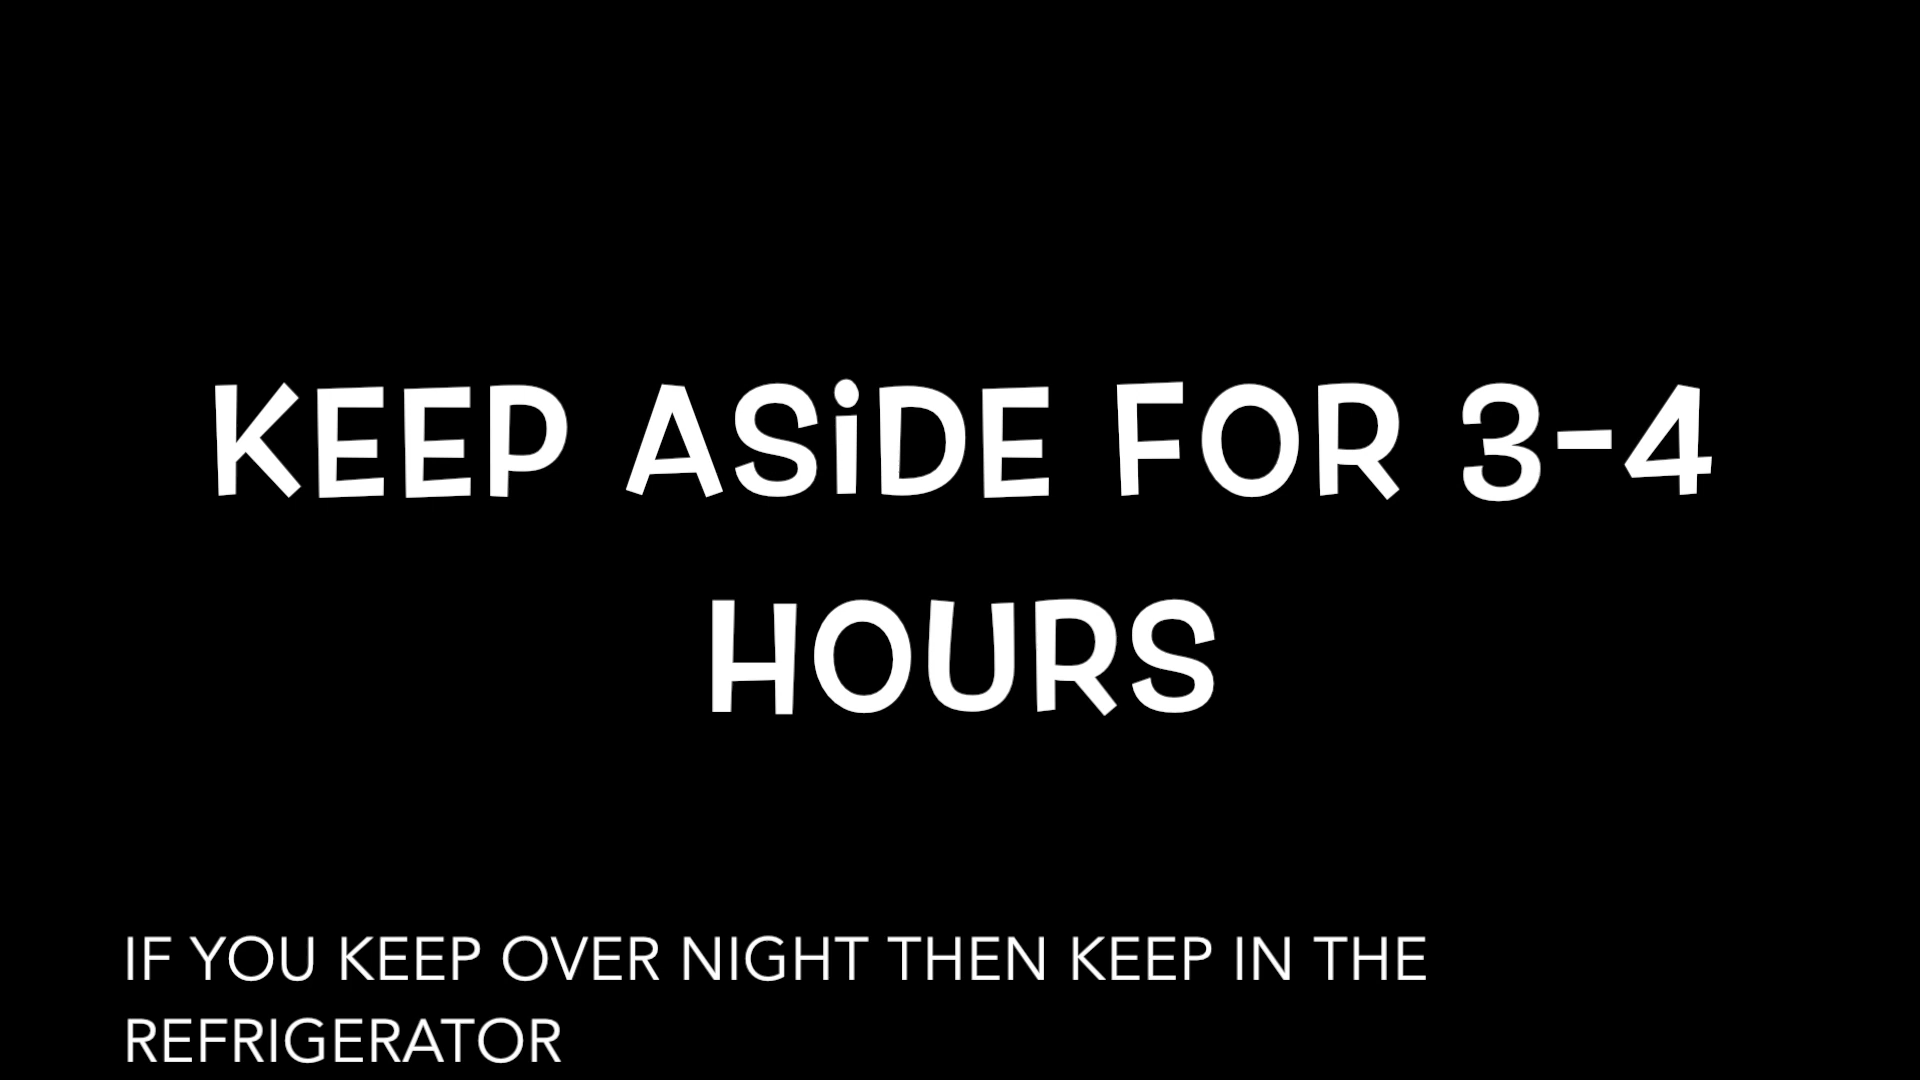 KEEP ASiDE FOR 3-4
HOURS
IF YOU KEEP OVER NIGHT THEN KEEP IN THE
REFRIGERATOR